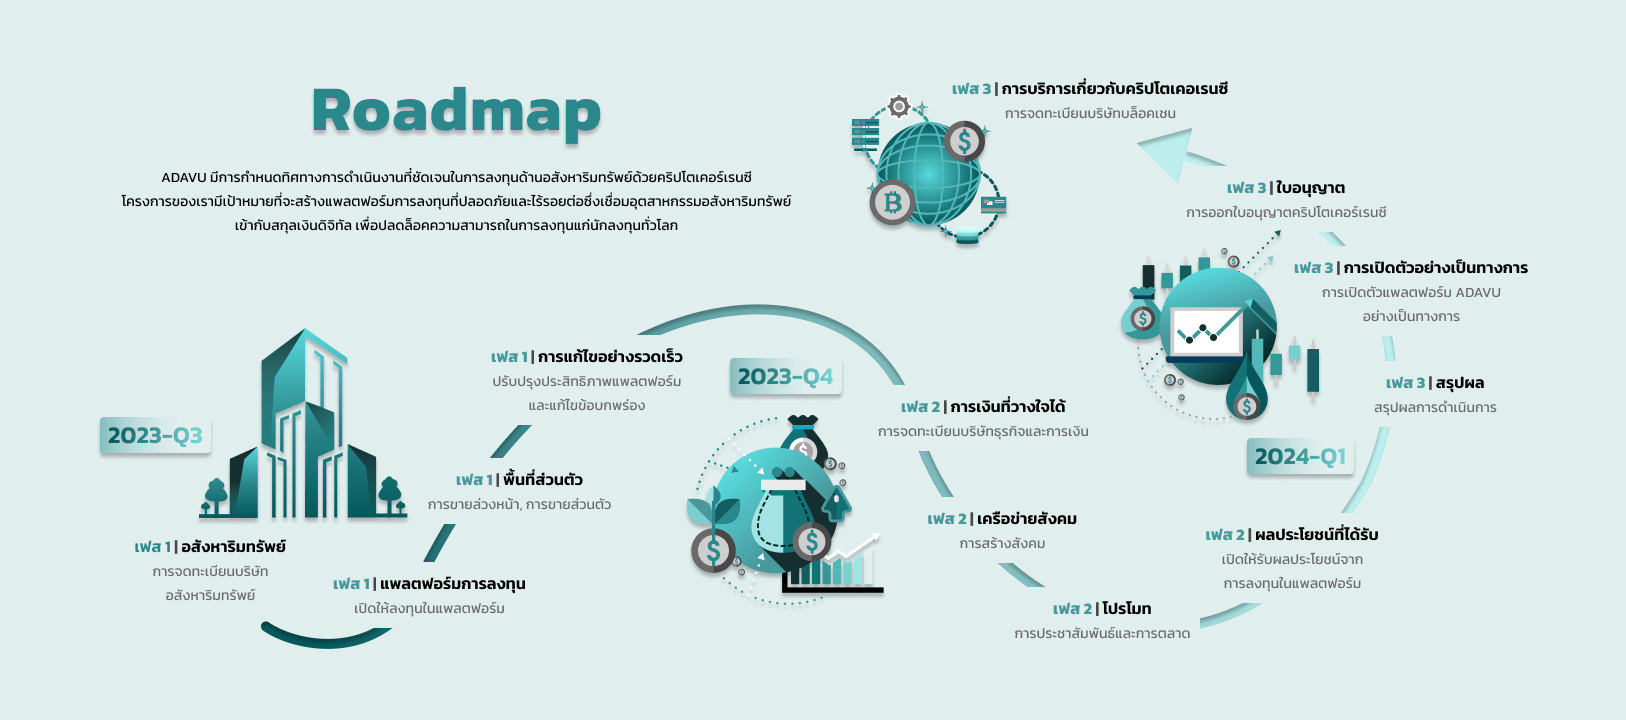 Roadmap
ADAVU มีการกำหนดทิศทางการดำเนินงานที่ชัดเจนในการลงทุนด้านอสังหาริมทรัพย์ด้วยคริปโตเคอร์เรนซี
โครงการของเรามีเป้าหมายที่จะสร้างแพลตฟอร์มการลงทุนที่ปลอดภัยและไร้รอยต่อซึ่งเชื่อมอุตสาหกรรมอสังหาริมทรัพย์
เข้ากับสกุลเงินดิจิทัล เพื่อปลดล็อคความสามารถในการลงทุนแก่นักลงทุนทั่วโลก
2023-Q3
เฟส 1 | อสังหาริมทรัพย์
การจดทะเบียนบริษัท
อสังหาริมทรัพย์
เฟส 1 | แพลตฟอร์มการลงทุน
เปิดให้ลงทุนในแพลตฟอร์ม
เฟส 1 | พื้นที่ส่วนตัว
การขายล่วงหน้า, การขายส่วนตัว
เฟส 1 | การแก้ไขอย่างรวดเร็ว
ปรับปรุงประสิทธิภาพแพลตฟอร์ม
และแก้ไขข้อบกพร่อง
2023-Q4
เฟส 2 | การเงินที่วางใจได้
การจดทะเบียนบริษัทธุรกิจและการเงิน
เฟส 2 | เครือข่ายสังคม
การสร้างสังคม
เฟส 2 | โปรโมท
การประชาสัมพันธ์และการตลาด
เฟส 2 | ผลประโยชน์ที่ได้รับ
เปิดให้รับผลประโยชน์จาก
การลงทุนในแพลตฟอร์ม
2024-Q1
เฟส 3 | สรุปผล
สรุปผลการดำเนินการ
เฟส 3 | การเปิดตัวอย่างเป็นทางการ
การเปิดตัวแพลตฟอร์ม ADAVU
อย่างเป็นทางการ
เฟส 3 | ใบอนุญาต
การออกใบอนุญาตคริปโตเคอร์เรนซี
เฟส 3 | การบริการเกี่ยวกับคริปโตเคอเรนซี
การจดทะเบียนบริษัทบล็อคเชน